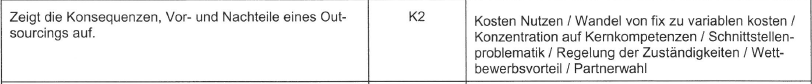 Zeigt die Konsequenzen, Vor- und Nachteile eines Out-
sourcings auf.
K2
Kosten Nutzen / Wandel von fix zu variablen kosten /
Konzentration auf Kernkompetenzen / Schnittstellen-
problematik / Regelung der Zuständigkeiten / Wett-
bewerbsvorteil / Partnerwahl